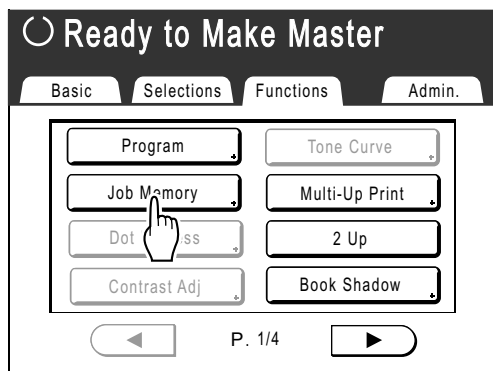 Ready to Make Master
Basic Selections Functions Admin.
Program Tone Curve
Job Memory Multi-Up Print
Dot ss 2 Up
Contrast Adj Book Shadow
P. 1/4